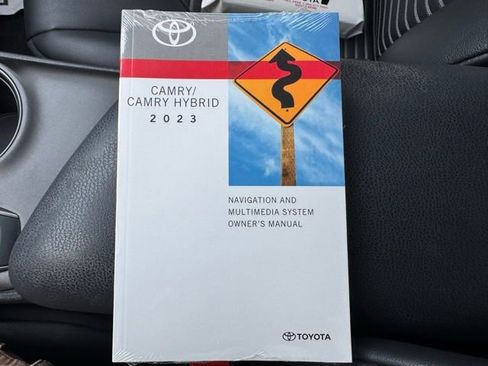 CAMRY/
CAMRY HYBRID
2023
NAVIGATION AND
MULTIMEDIA SYSTEM
OWNER'S MANUAL
TOYOTA